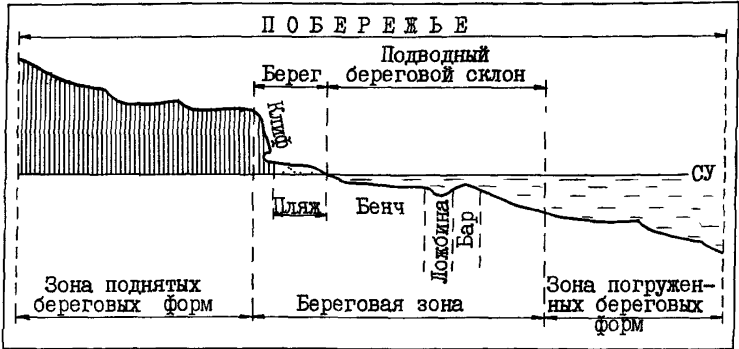 ПОБЕРЕЖЬЕ
Подводный
береговой склон
Берег
Клиф
СУ
Пляж
Бенч
Ложбина
Бар
Зона поднятых
береговых форм
Береговая зона
Зона погружен-
ных береговых
форм